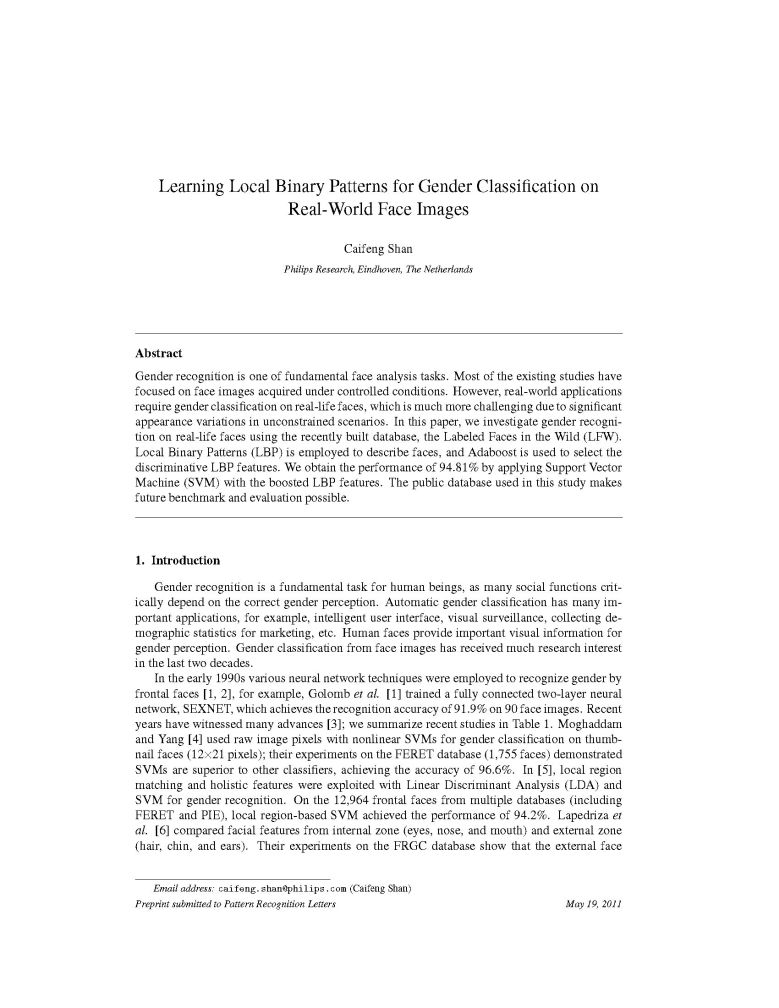 Learning Local Binary Patterns for Gender Classification on
Real-World Face Images
Caifeng Shan
Philips Research, Eindhoven, The Netherlands
Abstract
Gender recognition is one of fundamental face analysis tasks. Most of the existing studies have
focused on face images acquired under controlled conditions. However, real-world applications
require gender classification on real-life faces, which is much more challenging due to significant
appearance variations in unconstrained scenarios. In this paper, we investigate gender recogni-
tion on real-life faces using the recently built database, the Labeled Faces in the Wild (LFW).
Local Binary Patterns (LBP) is employed to describe faces, and Adaboost is used to select the
discriminative LBP features. We obtain the performance of 94.81% by applying Support Vector
Machine (SVM) with the boosted LBP features. The public database used in this study makes
future benchmark and evaluation possible.
1. Introduction
Gender recognition is a fundamental task for human beings, as many social functions crit-
ically depend on the correct gender perception. Automatic gender classification has many im-
portant applications, for example, intelligent user interface, visual surveillance, collecting de-
mographic statistics for marketing, etc. Human faces provide important visual information for
gender perception. Gender classification from face images has received much research interest
in the last two decades.
In the early 1990s various neural network techniques were employed to recognize gender by
frontal faces [1, 2], for example, Golomb et al. [1] trained a fully connected two-layer neural
network, SEXNET, which achieves the recognition accuracy of 91.9% on 90 face images. Recent
years have witnessed many advances [3]; we summarize recent studies in Table 1. Moghaddam
and Yang [4] used raw image pixels with nonlinear SVMs for gender classification on thumb-
nail faces (12×21 pixels); their experiments on the FERET database (1,755 faces) demonstrated
SVMs are superior to other classifiers, achieving the accuracy of 96.6%. In [5], local region
matching and holistic features were exploited with Linear Discriminant Analysis (LDA) and
SVM for gender recognition. On the 12,964 frontal faces from multiple databases (including
FERET and PIE), local region-based SVM achieved the performance of 94.2%. Lapedriza et
al. [6] compared facial features from internal zone (eyes, nose, and mouth) and external zone
(hair, chin, and ears). Their experiments on the FRGC database show that the external face
Email address: caifeng.shan@philips.com (Caifeng Shan)
Preprint submitted to Pattern Recognition Letters May 19, 2011